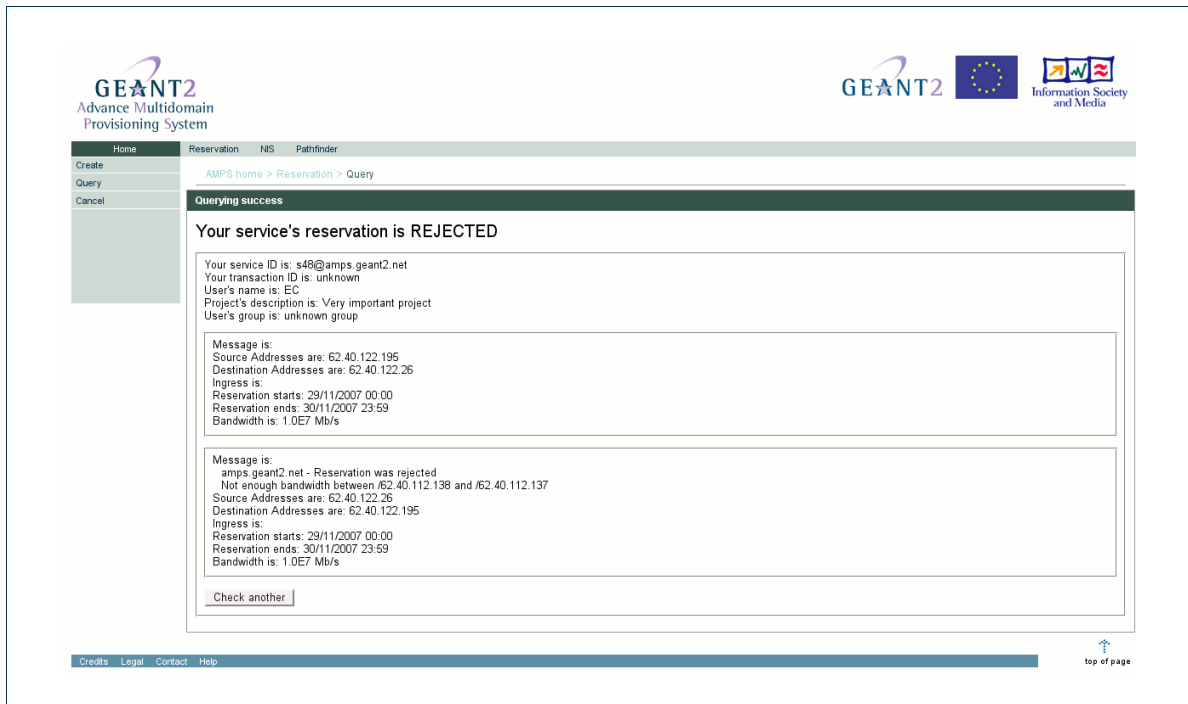 GEANT2
Advance Multidomain
Provisioning System
GEANT2
Information Society
and Media
Home
Reservation NIS Pathfinder
Create
Query
Cancel
AMPS home > Reservation > Query
Querying success
Your service's reservation is REJECTED
Your service ID is: s48@amps.geant2.net
Your transaction ID is: unknown
User's name is: EC
Project's description is: Very important project
User's group is: unknown group
Message is:
Source Addresses are: 62.40.122.195
Destination Addresses are: 62.40.122.26
Ingress is:
Reservation starts: 29/11/2007 00:00
Reservation ends: 30/11/2007 23:59
Bandwidth is: 1.0E7 Mb/s
Message is:
amps.geant2.net - Reservation was rejected
Not enough bandwidth between /62.40.112.138 and /62.40.112.137
Source Addresses are: 62.40.122.26
Destination Addresses are: 62.40.122.195
Ingress is:
Reservation starts: 29/11/2007 00:00
Reservation ends: 30/11/2007 23:59
Bandwidth is: 1.0E7 Mb/s
Check another
Credits Legal Contact Help
top of page